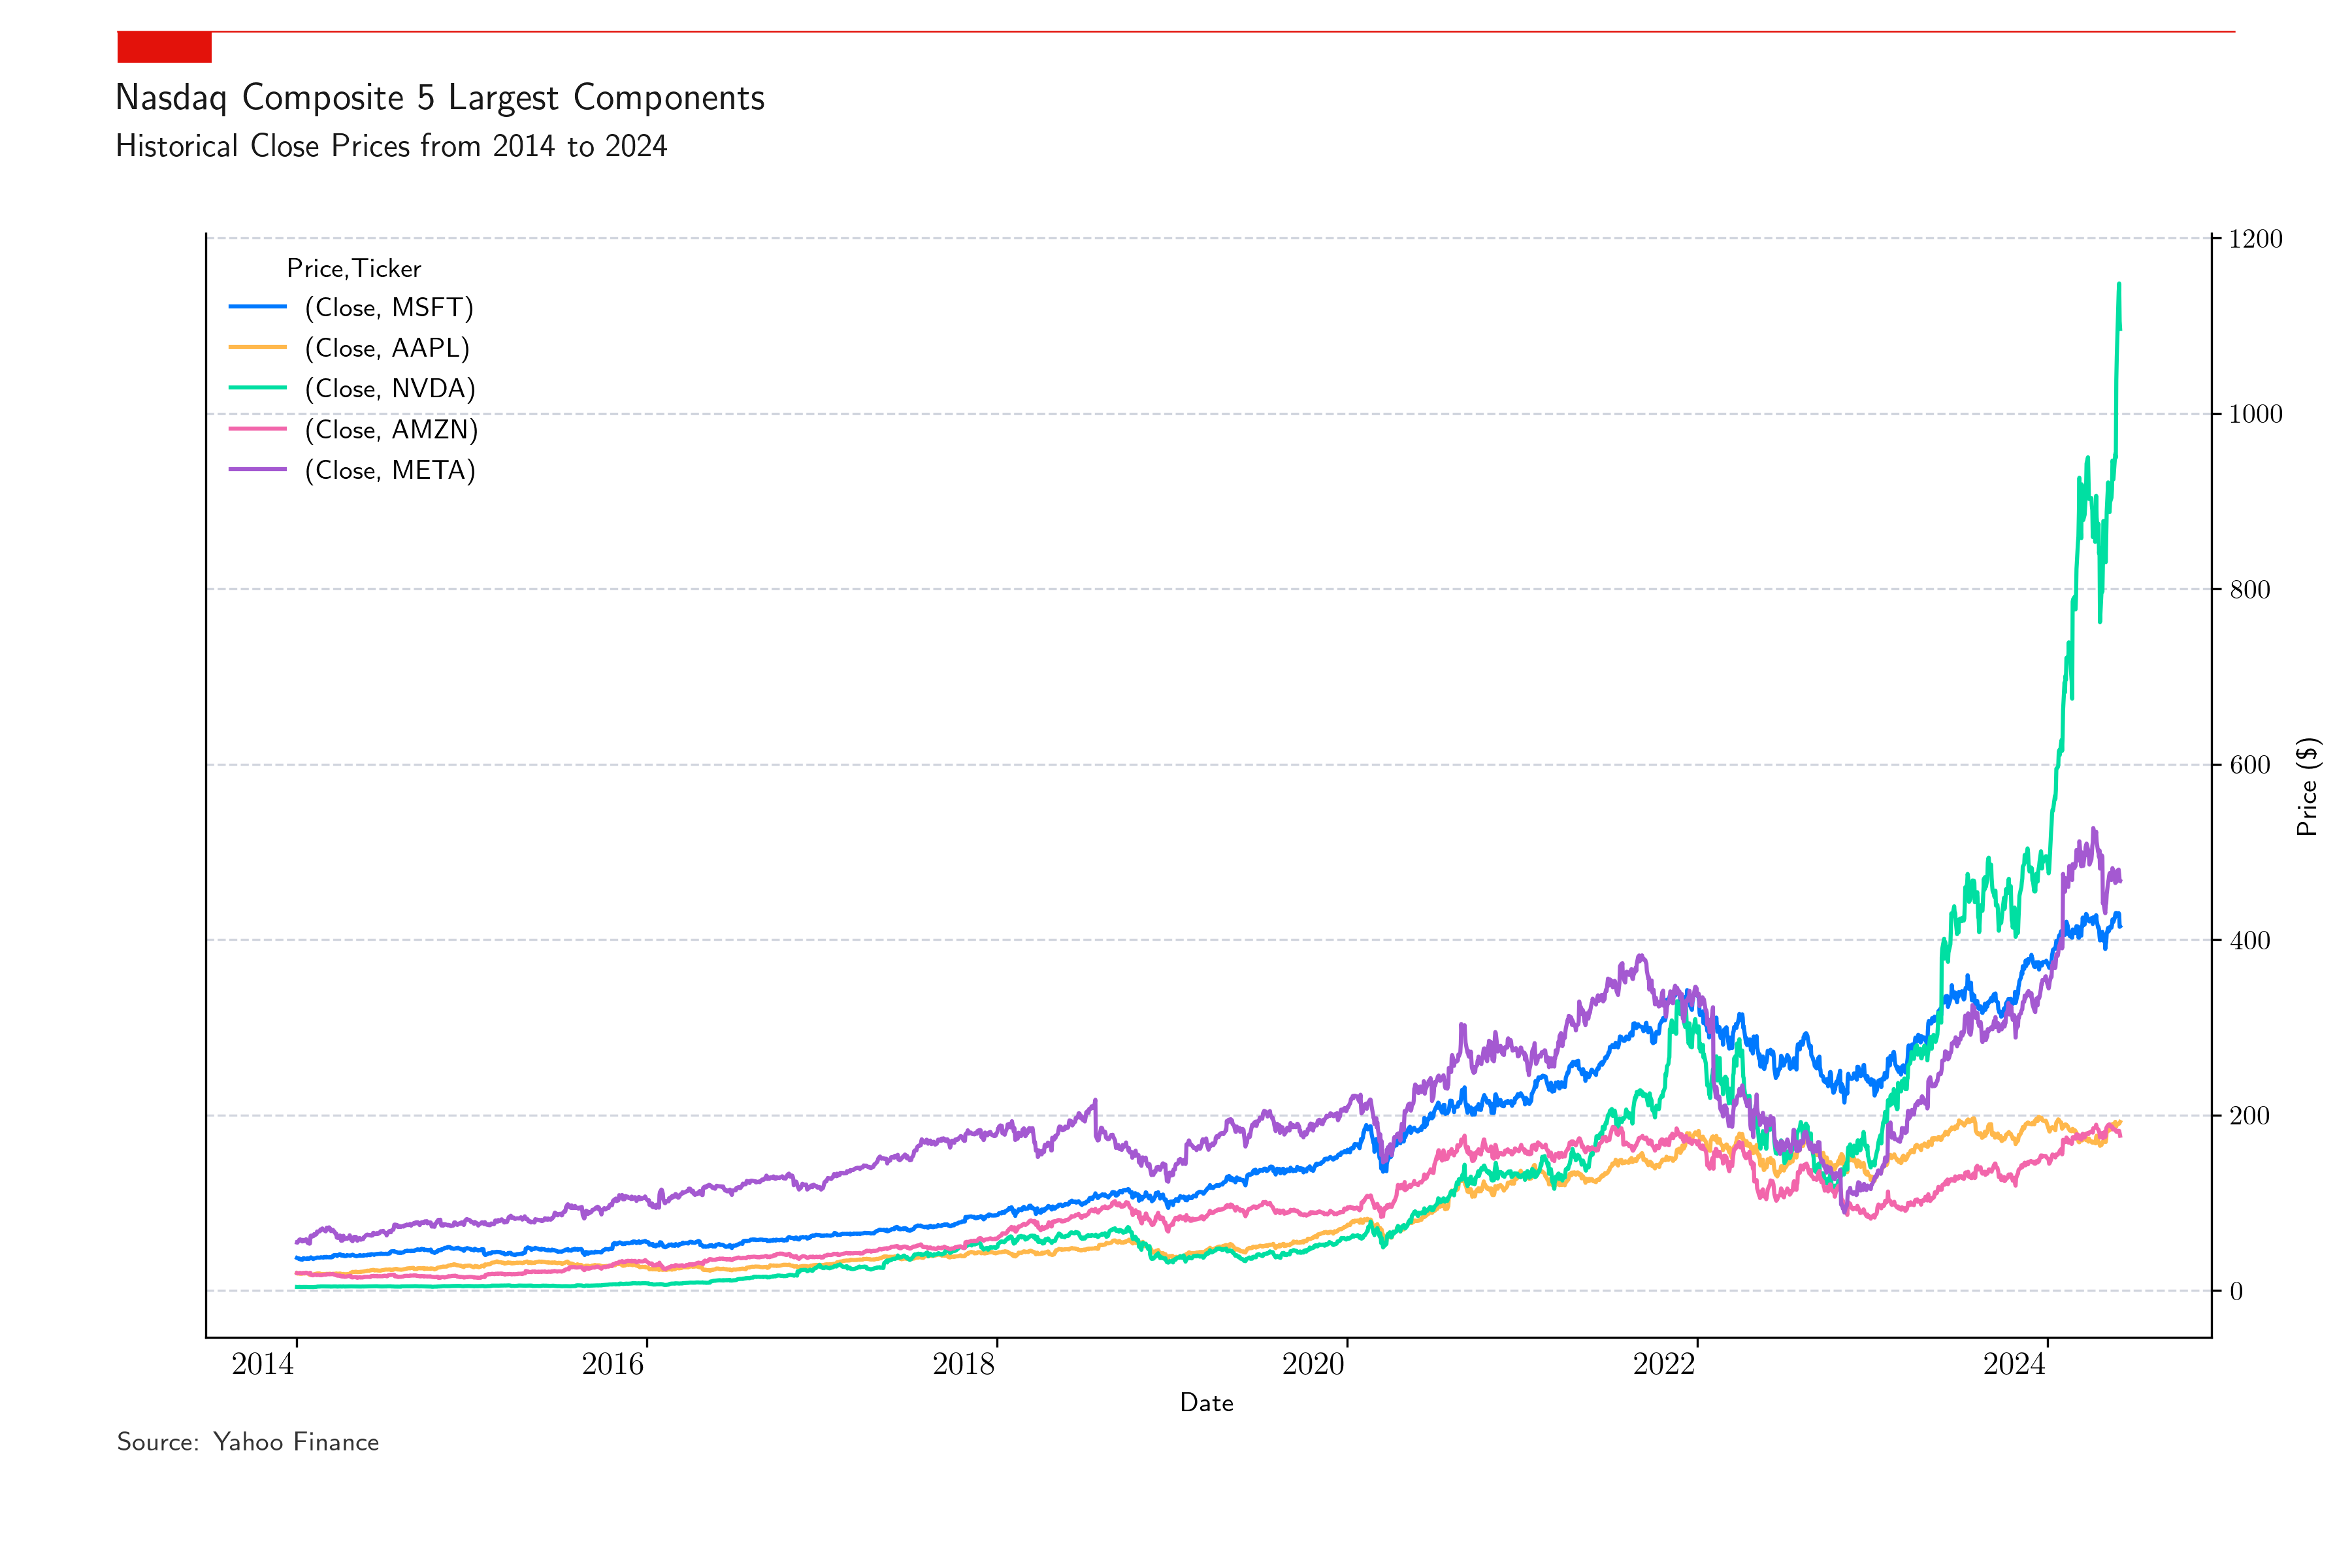 Nasdaq Composite 5 Largest Components
Historical Close Prices from 2014 to 2024
Price,Ticker
(Close, MSFT)
(Close, AAPL)
(Close, NVDA)
(Close, AMZN)
(Close, META)
1200
1000
800
600
400
200
0
Price ($)
2014 2016 2018 2020 2022 2024
Date
Source: Yahoo Finance